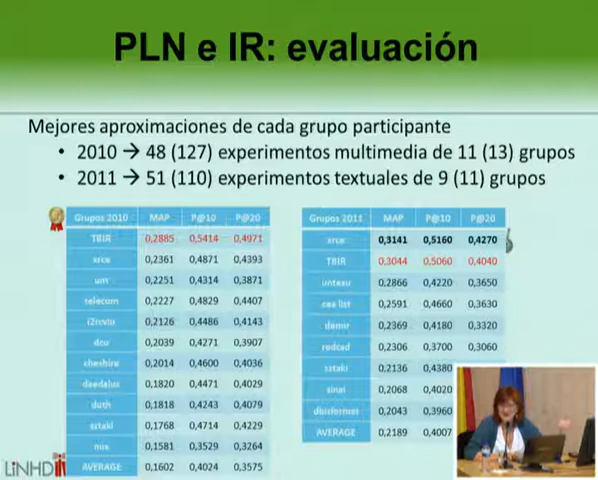 PLN e IR: evaluación
Mejores aproximaciones de cada grupo participante
• 2010 → 48 (127) experimentos multimedia de 11 (13) grupos
• 2011 → 51 (110) experimentos textuales de 9 (11) grupos
Grupos 2010 MAP P@10 P@20
TBIR 0,2885 0,5414 0,4971
xrce 0,2361 0,4871 0,4393
0,2251 0,4314 0,3871
telecom 0,2227 0,4829 0,4407
i2rcviu 0,2126 0,4486 0,4143
dcu 0,2039 0,4271 0,3907
cheshire 0,2014 0,4600 0,4036
daedalus 0,1820 0,4471 0,4029
duth 0,1818 0,4243 0,4079
sztaki 0,1768 0,4714 0,4229
nus 0,1581 0,3529 0,3264
AVERAGE 0,1602 0,4024 0,3575
Grupos 2011 MAP P@10 P@20
xrce 0,3141 0,5160 0,4270
TBIR 0,3044 0,5060 0,4040
untesu 0,2866 0,4220 0,3650
cea list 0,2591 0,4660 0,3630
demir 0,2369 0,4180 0,3320
redcad 0,2306 0,3700 0,3060
sztaki 0,2136 0,4380
sinai 0,2068 0,4020
dbisfornet 0,2043 0,3960
AVERAGE 0,2189 0,4007
LINHD